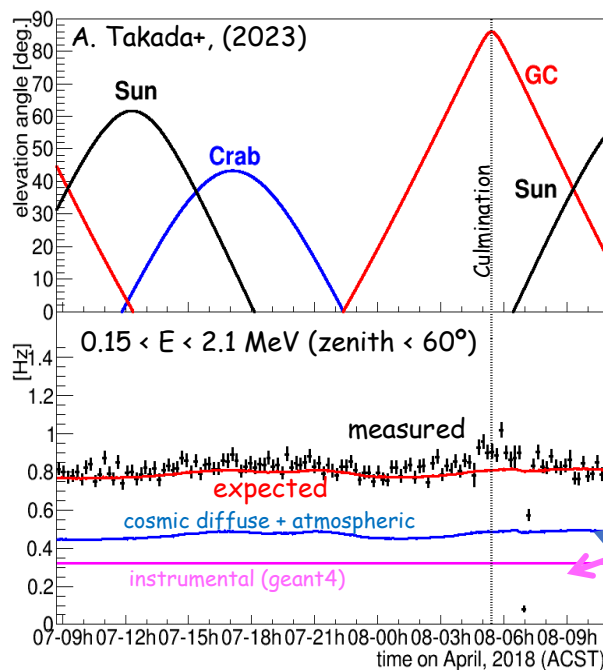 A. Takada+, (2023)
elevation angle [deg.]
90
80
70
60
50
40
30
20
10
0
Sun
Crab
GC
Sun
Culmination
0.15 < E < 2.1 MeV (zenith < 60º)
[Hz]
1.4
1.2
1
0.8
0.6
0.4
0.2
0
measured
expected
cosmic diffuse + atmospheric
instrumental (geant4)
07-09h 07-12h 07-15h 07-18h 07-21h 08-00h 08-03h 08-06h 08-09h
time on April, 2018 (ACST)